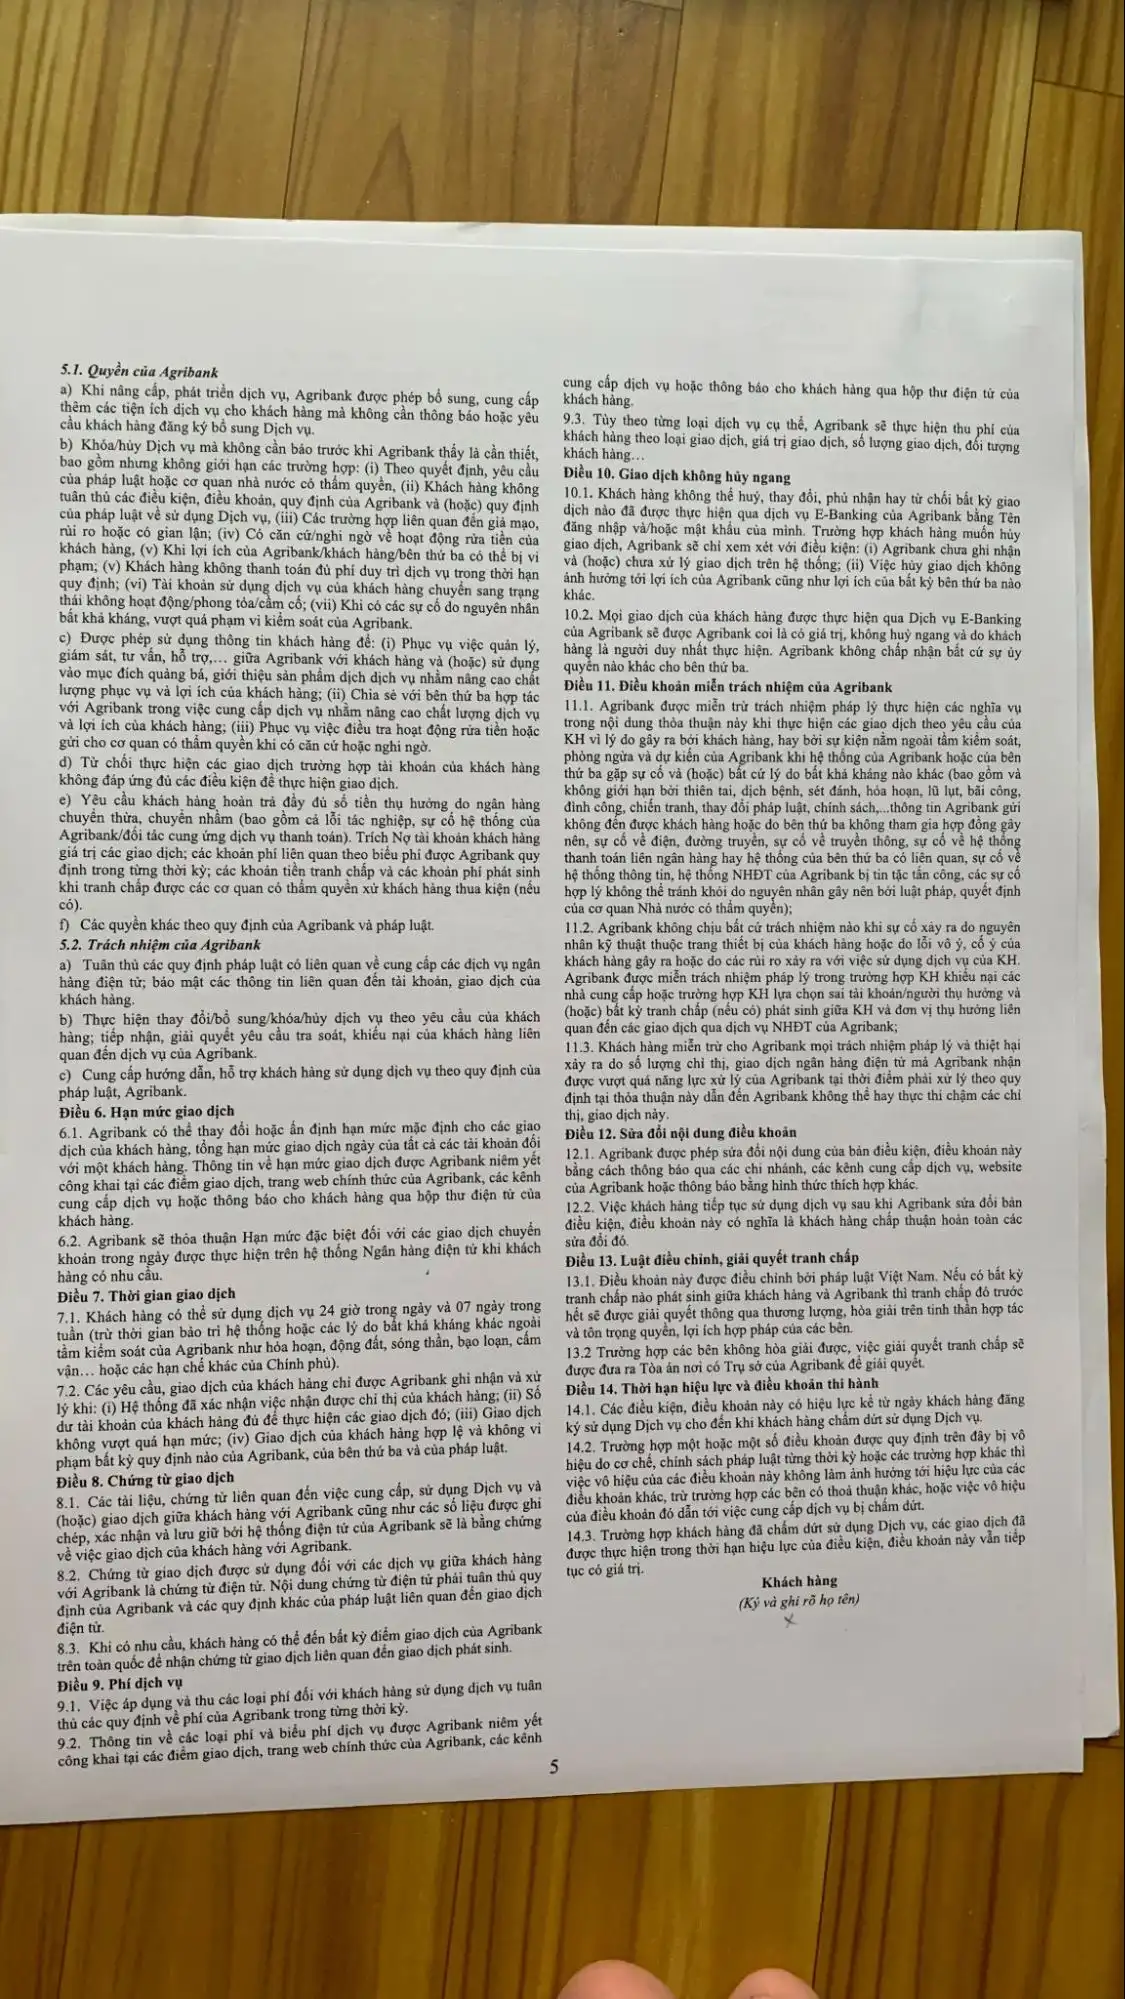 5.1. Quyền của Agribank
a) Khi nâng cấp, phát triển dịch vụ, Agribank được phép bổ sung, cung cấp
thêm các tiện ích dịch vụ cho khách hàng mà không cần thông báo hoặc yêu
cầu khách hàng đăng ký bổ sung Dịch vụ.
b) Khóa/hủy Dịch vụ mà không cần báo trước khi Agribank thấy là cần thiết,
bao gồm nhưng không giới hạn các trường hợp: (i) Theo quyết định, yêu cầu
của pháp luật hoặc cơ quan nhà nước có thẩm quyền, (ii) Khách hàng không
tuân thủ các điều kiện, điều khoản, quy định của Agribank và (hoặc) quy định
của pháp luật về sử dụng Dịch vụ, (iii) Các trường hợp liên quan đến giả mạo,
rủi ro hoặc có gian lận; (iv) Có căn cứ/nghi ngờ về hoạt động rửa tiền của
khách hàng, (v) Khi lợi ích của Agribank/khách hàng/bên thứ ba có thể bị vi
phạm; (v) Khách hàng không thanh toán đủ phí duy trì dịch vụ trong thời hạn
quy định; (vi) Tài khoản sử dụng dịch vụ của khách hàng chuyển sang trạng
thái không hoạt động/phong tỏa/cầm cố; (vii) Khi có các sự cố do nguyên nhân
bất khả kháng, vượt quá phạm vi kiểm soát của Agribank.
c) Được phép sử dụng thông tin khách hàng để: (i) Phục vụ việc quản lý,
giám sát, tư vấn, hỗ trợ,... giữa Agribank với khách hàng và (hoặc) sử dụng
vào mục đích quảng bá, giới thiệu sản phẩm dịch dịch vụ nhằm nâng cao chất
lượng phục vụ và lợi ích của khách hàng; (ii) Chia sẻ với bên thứ ba hợp tác
với Agribank trong việc cung cấp dịch vụ nhằm nâng cao chất lượng dịch vụ
và lợi ích của khách hàng; (iii) Phục vụ việc điều tra hoạt động rửa tiền hoặc
gửi cho cơ quan có thẩm quyền khi có căn cứ hoặc nghi ngờ.
d) Từ chối thực hiện các giao dịch trường hợp tài khoản của khách hàng
không đáp ứng đủ các điều kiện để thực hiện giao dịch.
e) Yêu cầu khách hàng hoàn trả đầy đủ số tiền thụ hưởng do ngân hàng
chuyển thừa, chuyển nhầm (bao gồm cả lỗi tác nghiệp, sự cố hệ thống của
Agribank/đối tác cung ứng dịch vụ thanh toán). Trích Nợ tài khoản khách hàng
giá trị các giao dịch; các khoản phí liên quan theo biểu phí được Agribank quy
định trong từng thời kỳ; các khoản tiền tranh chấp và các khoản phí phát sinh
khi tranh chấp được các cơ quan có thẩm quyền xử khách hàng thua kiện (nếu
có).
f) Các quyền khác theo quy định của Agribank và pháp luật.
5.2. Trách nhiệm của Agribank
a) Tuân thủ các quy định pháp luật có liên quan về cung cấp các dịch vụ ngân
hàng điện tử; bảo mật các thông tin liên quan đến tài khoản, giao dịch của
khách hàng.
b) Thực hiện thay đổi/bổ sung/khóa/hủy dịch vụ theo yêu cầu của khách
hàng; tiếp nhận, giải quyết yêu cầu tra soát, khiếu nại của khách hàng liên
quan đến dịch vụ của Agribank.
c) Cung cấp hướng dẫn, hỗ trợ khách hàng sử dụng dịch vụ theo quy định của
pháp luật, Agribank.
Điều 6. Hạn mức giao dịch
6.1. Agribank có thể thay đổi hoặc ấn định hạn mức mặc định cho các giao
dịch của khách hàng, tổng hạn mức giao dịch ngày của tất cả các tài khoản đối
với một khách hàng. Thông tin về hạn mức giao dịch được Agribank niêm yết
công khai tại các điểm giao dịch, trang web chính thức của Agribank, các kênh
cung cấp dịch vụ hoặc thông báo cho khách hàng qua hộp thư điện tử của
khách hàng.
6.2. Agribank sẽ thỏa thuận Hạn mức đặc biệt đối với các giao dịch chuyển
khoản trong ngày được thực hiện trên hệ thống Ngân hàng điện tử khi khách
hàng có nhu cầu.
Điều 7. Thời gian giao dịch
7.1. Khách hàng có thể sử dụng dịch vụ 24 giờ trong ngày và 07 ngày trong
tuần (trừ thời gian bảo trì hệ thống hoặc các lý do bất khả kháng khác ngoài
tầm kiểm soát của Agribank như hỏa hoạn, động đất, sóng thần, bạo loạn, cấm
vận… hoặc các hạn chế khác của Chính phủ).
7.2. Các yêu cầu, giao dịch của khách hàng chỉ được Agribank ghi nhận và xử
lý khi: (i) Hệ thống đã xác nhận việc nhận được chỉ thị của khách hàng; (ii) Số
dư tài khoản của khách hàng đủ để thực hiện các giao dịch đó; (iii) Giao dịch
không vượt quá hạn mức; (iv) Giao dịch của khách hàng hợp lệ và không vi
phạm bất kỳ quy định nào của Agribank, của bên thứ ba và của pháp luật.
Điều 8. Chứng từ giao dịch
8.1. Các tài liệu, chứng từ liên quan đến việc cung cấp, sử dụng Dịch vụ và
(hoặc) giao dịch giữa khách hàng với Agribank cũng như các số liệu được ghi
chép, xác nhận và lưu giữ bởi hệ thống điện tử của Agribank sẽ là bằng chứng
về việc giao dịch của khách hàng với Agribank.
8.2. Chứng từ giao dịch được sử dụng đối với các dịch vụ giữa khách hàng
với Agribank là chứng từ điện tử. Nội dung chứng từ điện tử phải tuân thủ quy
định của Agribank và các quy định khác của pháp luật liên quan đến giao dịch
điện tử.
8.3. Khi có nhu cầu, khách hàng có thể đến bất kỳ điểm giao dịch của Agribank
trên toàn quốc để nhận chứng từ giao dịch liên quan đến giao dịch phát sinh.
Điều 9. Phí dịch vụ
9.1. Việc áp dụng và thu các loại phí đối với khách hàng sử dụng dịch vụ tuân
thủ các quy định về phí của Agribank trong từng thời kỳ.
9.2. Thông tin về các loại phí và biểu phí dịch vụ được Agribank niêm yết
công khai tại các điểm giao dịch, trang web chính thức của Agribank, các kênh
cung cấp dịch vụ hoặc thông báo cho khách hàng qua hộp thư điện tử của
khách hàng.
9.3. Tùy theo từng loại dịch vụ cụ thể, Agribank sẽ thực hiện thu phí của
khách hàng theo loại giao dịch, giá trị giao dịch, số lượng giao dịch, đối tượng
khách hàng…
Điều 10. Giao dịch không hủy ngang
10.1. Khách hàng không thể huỷ, thay đổi, phủ nhận hay từ chối bất kỳ giao
dịch nào đã được thực hiện qua dịch vụ E-Banking của Agribank bằng Tên
đăng nhập và/hoặc mật khẩu của mình. Trường hợp khách hàng muốn hủy
giao dịch, Agribank sẽ chỉ xem xét với điều kiện: (i) Agribank chưa ghi nhận
và (hoặc) chưa xử lý giao dịch trên hệ thống; (ii) Việc hủy giao dịch không
ảnh hưởng tới lợi ích của Agribank cũng như lợi ích của bất kỳ bên thứ ba nào
khác.
10.2. Mọi giao dịch của khách hàng được thực hiện qua Dịch vụ E-Banking
của Agribank sẽ được Agribank coi là có giá trị, không huỷ ngang và do khách
hàng là người duy nhất thực hiện. Agribank không chấp nhận bất cứ sự ủy
quyền nào khác cho bên thứ ba.
Điều 11. Điều khoản miễn trách nhiệm của Agribank
11.1. Agribank được miễn trừ trách nhiệm pháp lý thực hiện các nghĩa vụ
trong nội dung thỏa thuận này khi thực hiện các giao dịch theo yêu cầu của
KH vì lý do gây ra bởi khách hàng, hay bởi sự kiện nằm ngoài tầm kiểm soát,
phòng ngừa và dự kiến của Agribank khi hệ thống của Agribank hoặc của bên
thứ ba gặp sự cố và (hoặc) bất cứ lý do bất khả kháng nào khác (bao gồm và
không giới hạn bởi thiên tai, dịch bệnh, sét đánh, hỏa hoạn, lũ lụt, bãi công,
đình công, chiến tranh, thay đổi pháp luật, chính sách,...thông tin Agribank gửi
không đến được khách hàng hoặc do bên thứ ba không tham gia hợp đồng gây
nên, sự cố về điện, đường truyền, sự cố về truyền thông, sự cố về hệ thống
thanh toán liên ngân hàng hay hệ thống của bên thứ ba có liên quan, sự cố về
hệ thống thông tin, hệ thống NHĐT của Agribank bị tin tặc tấn công, các sự cố
hợp lý không thể tránh khỏi do nguyên nhân gây nên bởi luật pháp, quyết định
của cơ quan Nhà nước có thẩm quyền);
11.2. Agribank không chịu bất cứ trách nhiệm nào khi sự cố xảy ra do nguyên
nhân kỹ thuật thuộc trang thiết bị của khách hàng hoặc do lỗi vô ý, cố ý của
khách hàng gây ra hoặc do các rủi ro xảy ra với việc sử dụng dịch vụ của KH.
Agribank được miễn trách nhiệm pháp lý trong trường hợp KH khiếu nại các
nhà cung cấp hoặc trường hợp KH lựa chọn sai tài khoản/người thụ hưởng và
(hoặc) bất kỳ tranh chấp (nếu có) phát sinh giữa KH và đơn vị thụ hưởng liên
quan đến các giao dịch qua dịch vụ NHĐT của Agribank;
11.3. Khách hàng miễn trừ cho Agribank mọi trách nhiệm pháp lý và thiệt hại
xảy ra do số lượng chỉ thị, giao dịch ngân hàng điện tử mà Agribank nhận
được vượt quá năng lực xử lý của Agribank tại thời điểm phải xử lý theo quy
định tại thỏa thuận này dẫn đến Agribank không thể hay thực thi chậm các chỉ
thị, giao dịch này.
Điều 12. Sửa đổi nội dung điều khoản
12.1. Agribank được phép sửa đổi nội dung của bản điều kiện, điều khoản này
bằng cách thông báo qua các chi nhánh, các kênh cung cấp dịch vụ, website
của Agribank hoặc thông báo bằng hình thức thích hợp khác.
12.2. Việc khách hàng tiếp tục sử dụng dịch vụ sau khi Agribank sửa đổi bản
điều kiện, điều khoản này có nghĩa là khách hàng chấp thuận hoàn toàn các
sửa đổi đó.
Điều 13. Luật điều chỉnh, giải quyết tranh chấp
13.1. Điều khoản này được điều chỉnh bởi pháp luật Việt Nam. Nếu có bất kỳ
tranh chấp nào phát sinh giữa khách hàng và Agribank thì tranh chấp đó trước
hết sẽ được giải quyết thông qua thương lượng, hòa giải trên tinh thần hợp tác
và tôn trọng quyền, lợi ích hợp pháp của các bên.
13.2 Trường hợp các bên không hòa giải được, việc giải quyết tranh chấp sẽ
được đưa ra Tòa án nơi có Trụ sở của Agribank để giải quyết.
Điều 14. Thời hạn hiệu lực và điều khoản thi hành
14.1. Các điều kiện, điều khoản này có hiệu lực kể từ ngày khách hàng đăng
ký sử dụng Dịch vụ cho đến khi khách hàng chấm dứt sử dụng Dịch vụ.
14.2. Trường hợp một hoặc một số điều khoản được quy định trên đây bị vô
hiệu do cơ chế, chính sách pháp luật từng thời kỳ hoặc các trường hợp khác thì
việc vô hiệu của các điều khoản này không làm ảnh hưởng tới hiệu lực của các
điều khoản khác, trừ trường hợp các bên có thoả thuận khác, hoặc việc vô hiệu
của điều khoản đó dẫn tới việc cung cấp dịch vụ bị chấm dứt.
14.3. Trường hợp khách hàng đã chấm dứt sử dụng Dịch vụ, các giao dịch đã
được thực hiện trong thời hạn hiệu lực của điều kiện, điều khoản này vẫn tiếp
tục có giá trị.
Khách hàng
(Ký và ghi rõ họ tên)
x
5